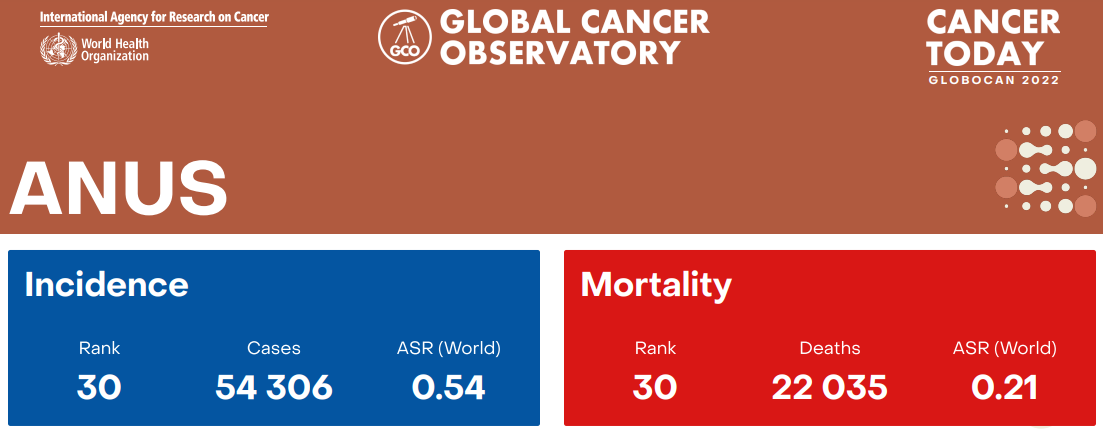 International Agency for Research on Cancer
World Health
Organization
GCO
GLOBAL CANCER
OBSERVATORY
CANCER
TODAY
GLOBOCAN 2022
ANUS
Incidence
Rank Cases ASR (World)
30 54 306 0.54
Mortality
Rank Deaths ASR (World)
30 22 035 0.21